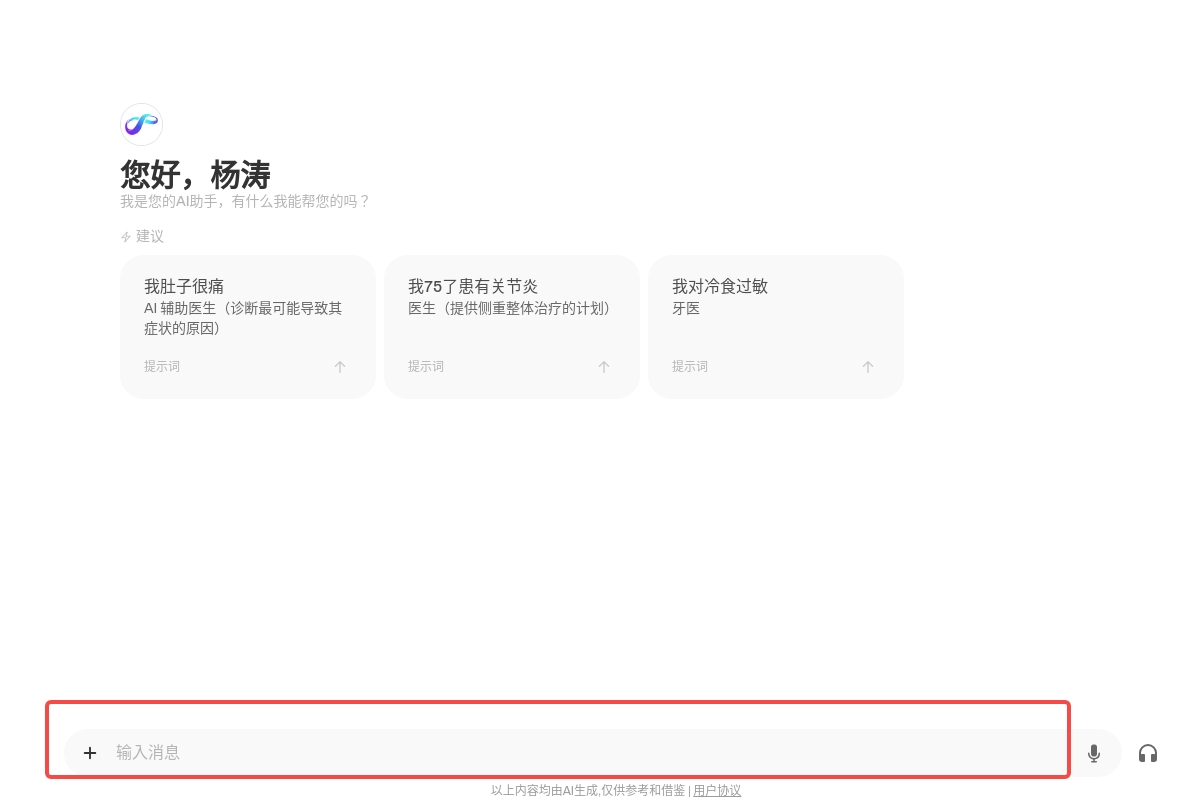 您好，杨涛
我是您的AI助手，有什么我能帮您的吗？
建议
我肚子很痛
AI 辅助医生（诊断最可能导致其
症状的原因）
提示词
我75了患有关节炎
医生（提供侧重整体治疗的计划）
提示词
我对冷食过敏
牙医
提示词
输入消息
以上内容均由AI生成,仅供参考和借鉴 | 用户协议